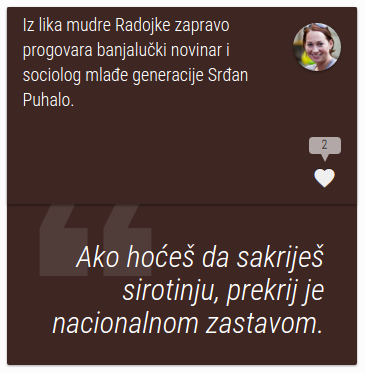 Iz lika mudre Radojke zapravo
progovara banjalučki novinar i
sociolog mlađe generacije Srđan
Puhalo.
2
Ako hoćeš da sakriješ
sirotinju, prekrij je
nacionalnom zastavom.